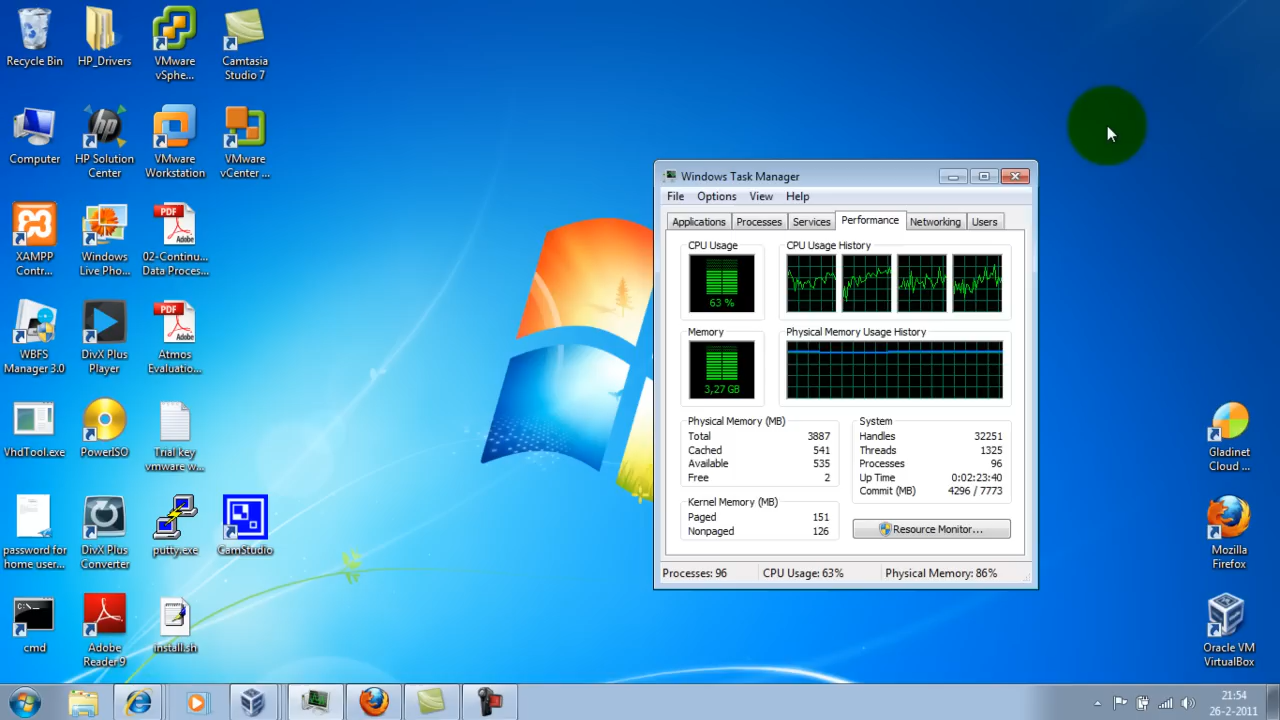 Recycle Bin
HP_Drivers
VMware
vSphe...
Camtasia
Studio 7
Computer
HP Solution
Center
VMware
Workstation
VMware
vCenter ...
XAMPP
Contr...
Windows
Live Pho...
PDF
Adobe
02-Continu...
Data Proces...
WBFS
Manager 3.0
DivX Plus
Player
PDF
Adobe
Atmos
Evaluatio...
VhdTool.exe
PowerISO
Trial key
vmware w...
password for
home user...
DivX Plus
Converter
putty.exe
CamStudio
cmd
Adobe
Reader 9
install.sh
Windows Task Manager
File Options View Help
Applications Processes Services Performance Networking Users
CPU Usage
63 %
CPU Usage History
Memory
3,27 GB
Physical Memory Usage History
Physical Memory (MB)
Total 3887
Cached 541
Available 535
Free 2
Kernel Memory (MB)
Paged 151
Nonpaged 126
System
Handles 32251
Threads 1325
Processes 96
Up Time 0:02:23:40
Commit (MB) 4296 / 7773
Resource Monitor...
Processes: 96 CPU Usage: 63% Physical Memory: 86%
Gladinet
Cloud ...
Mozilla
Firefox
Oracle VM
VirtualBox
21:54
26-2-2011